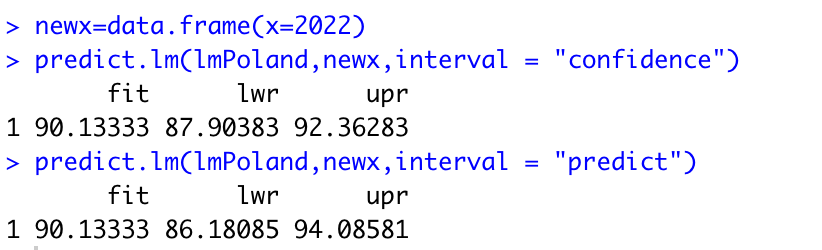 > newx=data.frame(x=2022)
> predict.lm(lmPoland,newx,interval = "confidence")
       fit      lwr      upr
1 90.13333 87.90383 92.36283
> predict.lm(lmPoland,newx,interval = "predict")
       fit      lwr      upr
1 90.13333 86.18085 94.08581